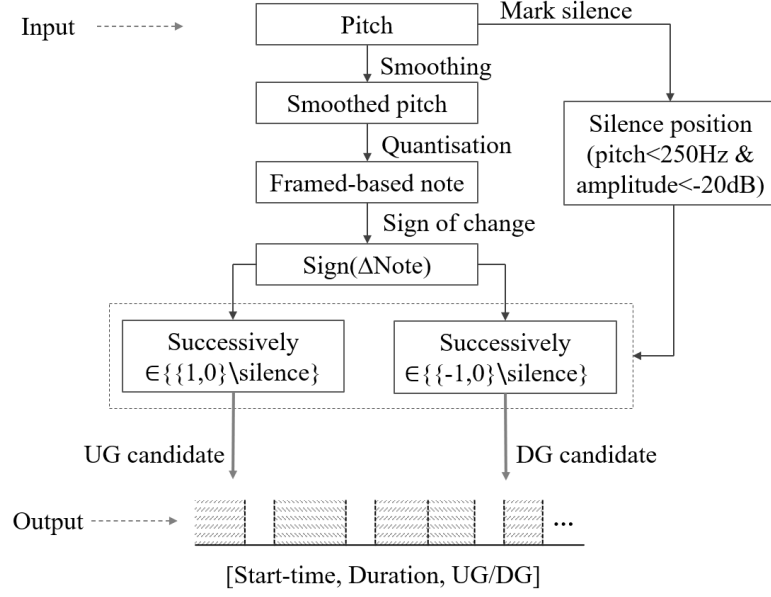 Input
Pitch
Mark silence
Smoothing
Smoothed pitch
Quantisation
Framed-based note
Sign of change
Sign(ΔNote)
Silence position
(pitch<250Hz &
amplitude<-20dB)
Successively
∈{{1,0}\silence}
Successively
∈{{-1,0}\silence}
UG candidate
DG candidate
Output
...
[Start-time, Duration, UG/DG]